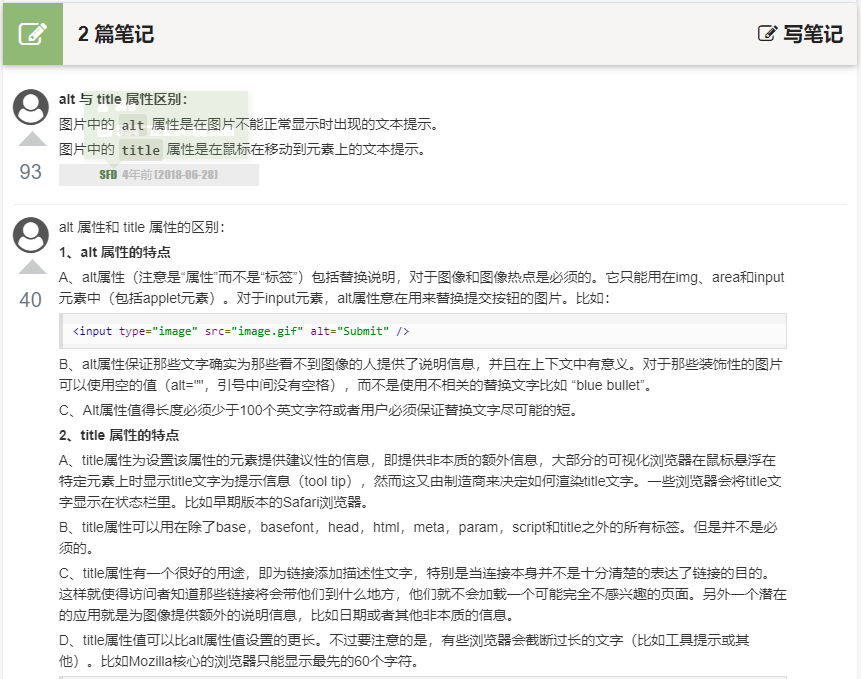 2 篇笔记
写笔记
alt 与 title 属性区别：
图片中的 alt 属性是在图片不能正常显示时出现的文本提示。
图片中的 title 属性是在鼠标在移动到元素上的文本提示。
SFD 4年前 (2018-06-28)
93
alt 属性和 title 属性的区别：
1、alt 属性的特点
A、alt属性（注意是“属性”而不是“标签”）包括替换说明，对于图像和图像热点是必须的。它只能用在img、area和input
元素中（包括applet元素）。对于input元素，alt属性意在用来替换提交按钮的图片。比如：
40
<input type="image" src="image.gif" alt="Submit" />
B、alt属性保证那些文字确实为那些看不到图像的人提供了说明信息，并且在上下文中有意义。对于那些装饰性的图片
可以使用空的值（alt=""，引号中间没有空格），而不是使用不相关的替换文字比如 “blue bullet”。
C、Alt属性值得长度必须少于100个英文字符或者用户必须保证替换文字尽可能的短。
2、title 属性的特点
A、title属性为设置该属性的元素提供建议性的信息，即提供非本质的额外信息，大部分的可视化浏览器在鼠标悬浮在
特定元素上时显示title文字为提示信息（tool tip），然而这又由制造商来决定如何渲染title文字。一些浏览器会将title文
字显示在状态栏里。比如早期版本的Safari浏览器。
B、title属性可以用在除了base，basefont，head，html，meta，param，script和title之外的所有标签。但是并不是必
须的。
C、title属性有一个很好的用途，即为链接添加描述性文字，特别是当连接本身并不是十分清楚的表达了链接的目的。
这样就使得访问者知道那些链接将会带他们到什么地方，他们就不会加载一个可能完全不感兴趣的页面。另外一个潜在
的应用就是为图像提供额外的说明信息，比如日期或者其他非本质的信息。
D、title属性值可以比alt属性值设置的更长。不过要注意的是，有些浏览器会截断过长的文字（比如工具提示或其
他）。比如Mozilla核心的浏览器只能显示最先的60个字符。